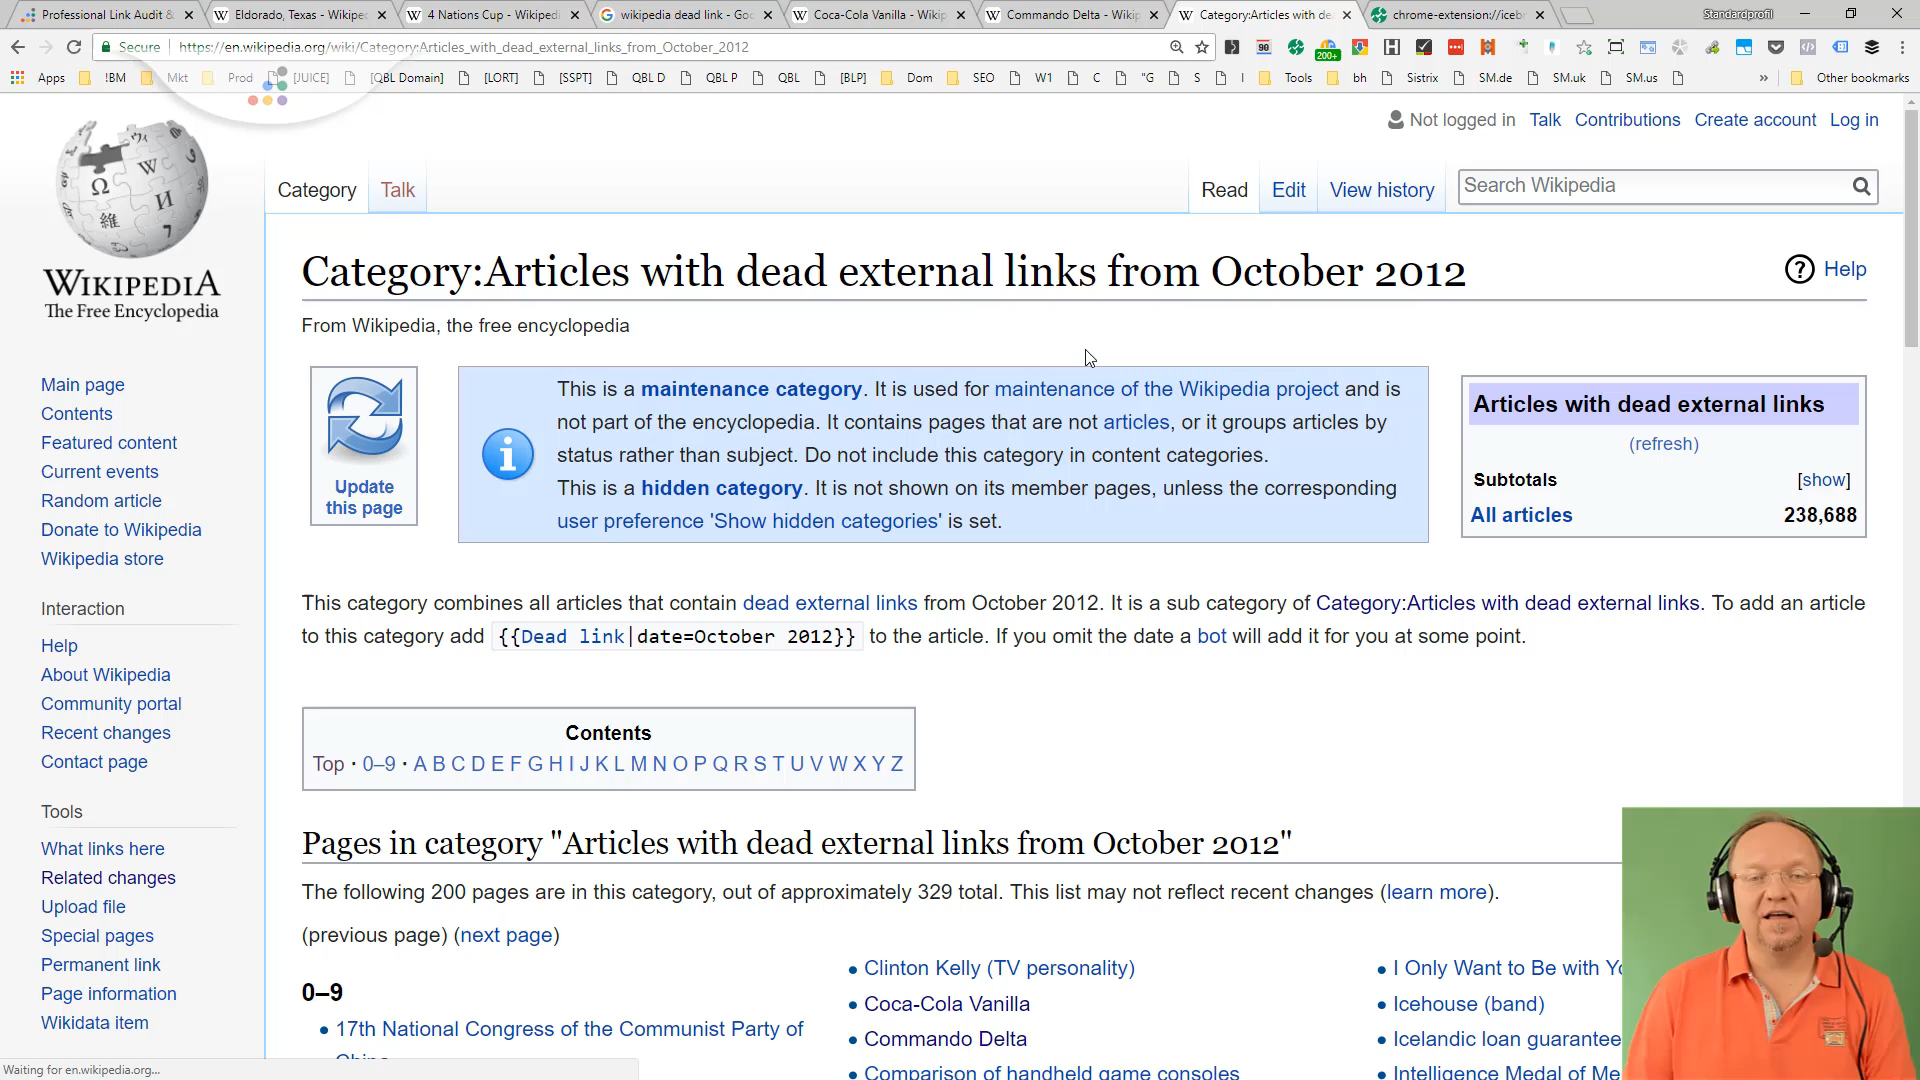 Professional Link Audit &
Eldorado, Texas - Wikipe
4 Nations Cup - Wikipedi
wikipedia dead link - Goo
Coca-Cola Vanilla - Wikip
Commando Delta - Wikip
Category:Articles with de
chrome-extension://iceb
Standardprofil
Secure
https://en.wikipedia.org/wiki/Category:Articles_with_dead_external_links_from_October_2012
90
200+
Apps !BM Mkt Prod [JUICE] [QBL Domain] [LORT] [SSPT] QBL D QBL P QBL [BLP] Dom SEO W1 C "G S I Tools bh Sistrix SM.de SM.uk SM.us » Other bookmarks
Not logged in Talk Contributions Create account Log in
Category Talk Read Edit View history Search Wikipedia
WIKIPEDIA
The Free Encyclopedia
Category:Articles with dead external links from October 2012
Help
From Wikipedia, the free encyclopedia
Update
this page
This is a maintenance category. It is used for maintenance of the Wikipedia project and is
not part of the encyclopedia. It contains pages that are not articles, or it groups articles by
status rather than subject. Do not include this category in content categories.
This is a hidden category. It is not shown on its member pages, unless the corresponding
user preference 'Show hidden categories' is set.
Articles with dead external links
(refresh)
Subtotals [show]
All articles 238,688
This category combines all articles that contain dead external links from October 2012. It is a sub category of Category:Articles with dead external links. To add an article
to this category add {{Dead link|date=October 2012}} to the article. If you omit the date a bot will add it for you at some point.
Contents
Top · 0–9 · A B C D E F G H I J K L M N O P Q R S T U V W X Y Z
Pages in category "Articles with dead external links from October 2012"
The following 200 pages are in this category, out of approximately 329 total. This list may not reflect recent changes (learn more).
(previous page) (next page)
0–9
• 17th National Congress of the Communist Party of
China
• Clinton Kelly (TV personality)
• Coca-Cola Vanilla
• Commando Delta
• Comparison of handheld game consoles
• I Only Want to Be with Yo
• Icehouse (band)
• Icelandic loan guarantee
• Intelligence Medal of Me
Main page
Contents
Featured content
Current events
Random article
Donate to Wikipedia
Wikipedia store
Interaction
Help
About Wikipedia
Community portal
Recent changes
Contact page
Tools
What links here
Related changes
Upload file
Special pages
Permanent link
Page information
Wikidata item
Waiting for en.wikipedia.org...